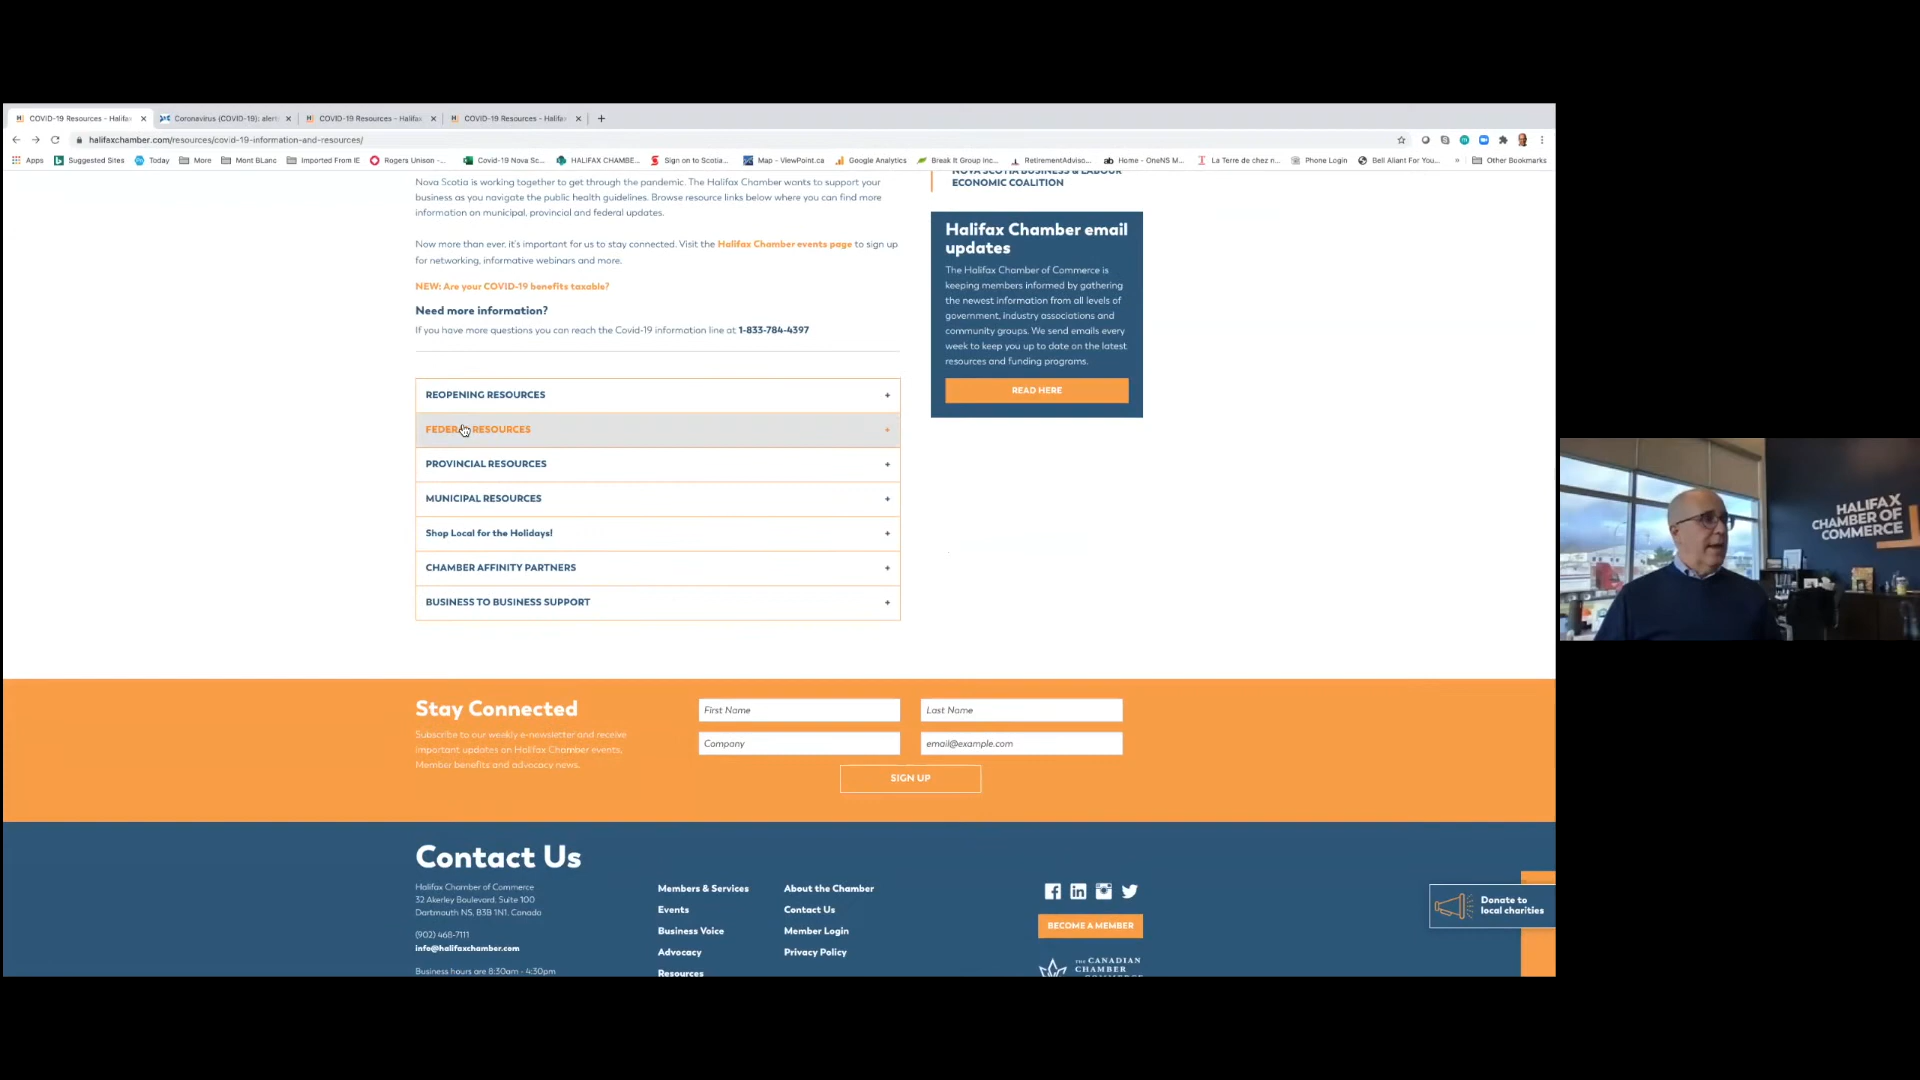 COVID-19 Resources - Halifax
Coronavirus (COVID-19): alert
COVID-19 Resources - Halifax
COVID-19 Resources - Halifax
halifaxchamber.com/resources/covid-19-information-and-resources/
Apps Suggested Sites Today More Mont BLanc Imported From IE Rogers Unison -... Covid-19 Nova Sc... HALIFAX CHAMBE... Sign on to Scotia... Map - ViewPoint.ca Google Analytics Break It Group Inc... RetirementAdviso... Home - OneNS M... La Terre de chez n... Phone Login Bell Aliant For You... » Other Bookmarks
Nova Scotia is working together to get through the pandemic. The Halifax Chamber wants to support your
business as you navigate the public health guidelines. Browse resource links below where you can find more
information on municipal, provincial and federal updates.
Now more than ever, it's important for us to stay connected. Visit the Halifax Chamber events page to sign up
for networking, informative webinars and more.
NEW: Are your COVID-19 benefits taxable?
Need more information?
If you have more questions you can reach the Covid-19 information line at 1-833-784-4397
REOPENING RESOURCES +
FEDERAL RESOURCES +
PROVINCIAL RESOURCES +
MUNICIPAL RESOURCES +
Shop Local for the Holidays! +
CHAMBER AFFINITY PARTNERS +
BUSINESS TO BUSINESS SUPPORT +
NOVA SCOTIA BUSINESS & LABOUR
ECONOMIC COALITION
Halifax Chamber email
updates
The Halifax Chamber of Commerce is
keeping members informed by gathering
the newest information from all levels of
government, industry associations and
community groups. We send emails every
week to keep you up to date on the latest
resources and funding programs.
READ HERE
HALIFAX
CHAMBER OF
COMMERCE
Stay Connected
Subscribe to our weekly e-newsletter and receive
important updates on Halifax Chamber events,
Member benefits and advocacy news.
First Name
Last Name
Company
email@example.com
SIGN UP
Contact Us
Halifax Chamber of Commerce
32 Akerley Boulevard, Suite 100
Dartmouth NS, B3B 1N1, Canada
(902) 468-7111
info@halifaxchamber.com
Business hours are 8:30am - 4:30pm
Members & Services
Events
Business Voice
Advocacy
Resources
About the Chamber
Contact Us
Member Login
Privacy Policy
BECOME A MEMBER
THE CANADIAN
CHAMBER
Donate to
local charities